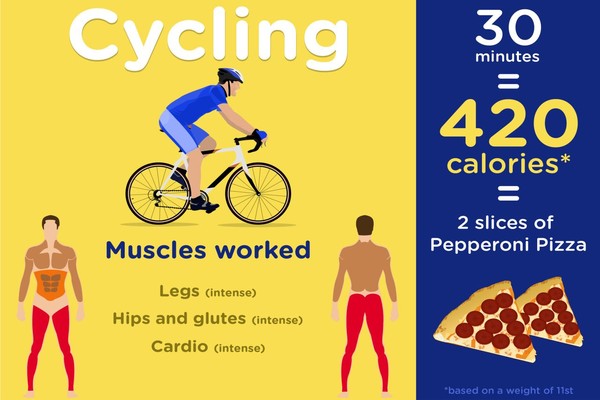 Cycling
Muscles worked
Legs (intense)
Hips and glutes (intense)
Cardio (intense)
30
minutes
=
420
calories*
=
2 slices of
Pepperoni Pizza
*based on a weight of 11st